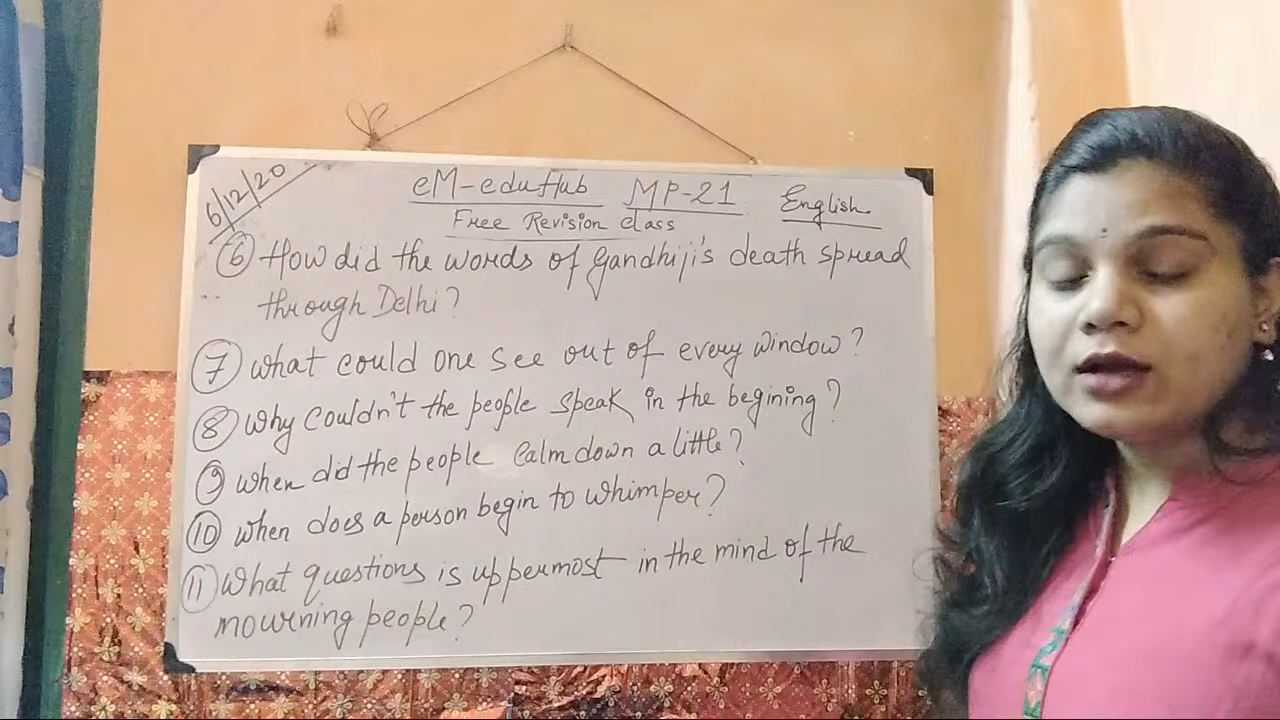 6/12/20
eM-eduHub MP-21 English
Free Revision class
6 How did the words of Gandhiji's death spread
through Delhi?
7 What could one see out of every window?
8 Why couldn't the people speak in the begining?
9 When did the people Calm down a little?
10 When does a person begin to whimper?
11 What questions is uppermost in the mind of the
mourning people?